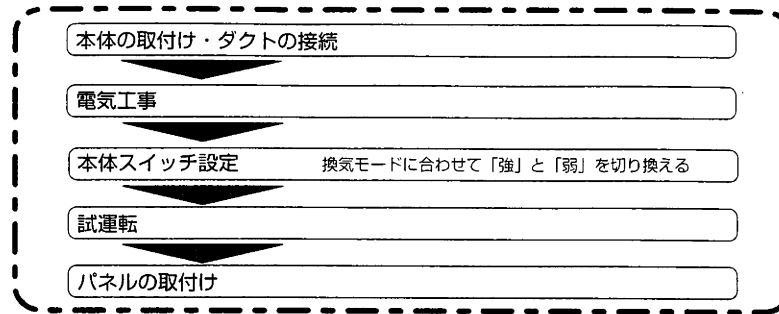 本体の取付け・ダクトの接続
電気工事
本体スイッチ設定　換気モードに合わせて「強」と「弱」を切り換える
試運転
パネルの取付け